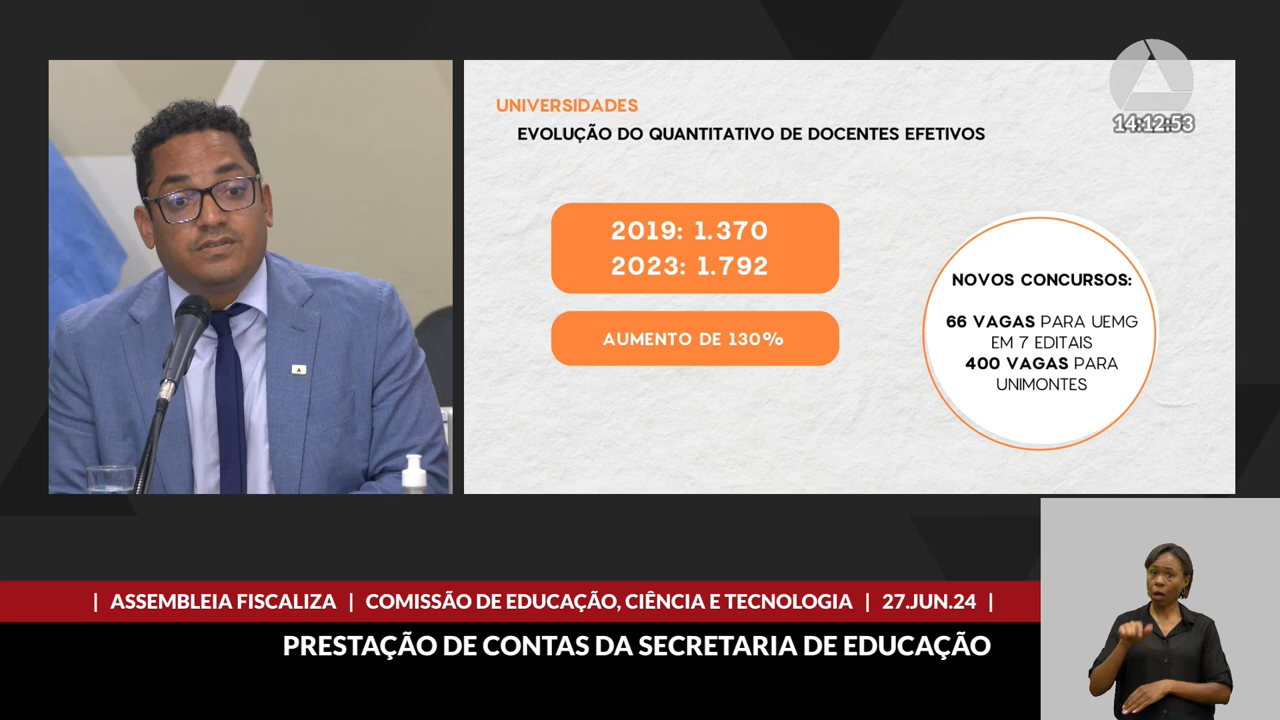 14:12:53
UNIVERSIDADES
EVOLUÇÃO DO QUANTITATIVO DE DOCENTES EFETIVOS
2019: 1.370
2023: 1.792
AUMENTO DE 130%
NOVOS CONCURSOS:
66 VAGAS PARA UEMG
EM 7 EDITAIS
400 VAGAS PARA
UNIMONTES
| ASSEMBLEIA FISCALIZA | COMISSÃO DE EDUCAÇÃO, CIÊNCIA E TECNOLOGIA | 27.JUN.24 |
PRESTAÇÃO DE CONTAS DA SECRETARIA DE EDUCAÇÃO